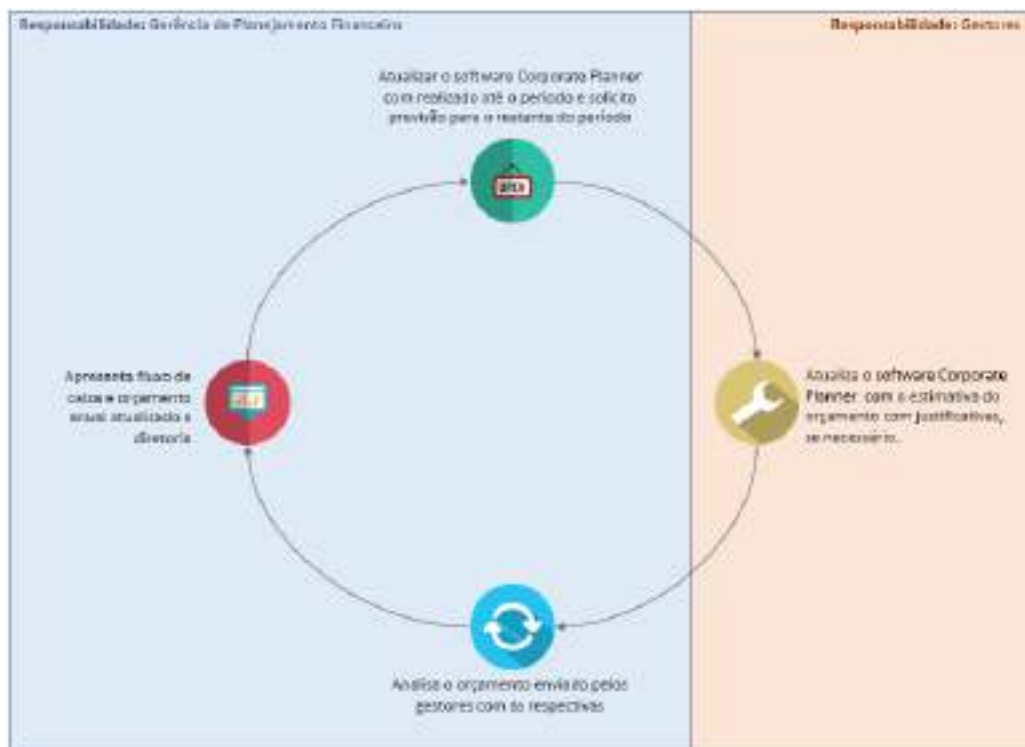 Responsabilidade: Gerência de Planejamento Financeiro
Responsabilidade: Gestores
Atualizar o software Corporate Planner
com realizado até o período e solicito
previsão para o restante do período
Atualiza o software Corporate
Planner com a estimativa do
orçamento com justificativas,
se necessário.
Apresenta fluxo de
caixa e orçamento
anual atualizado a
diretoria
Analisa o orçamento enviado pelos
gestores com as respectivas